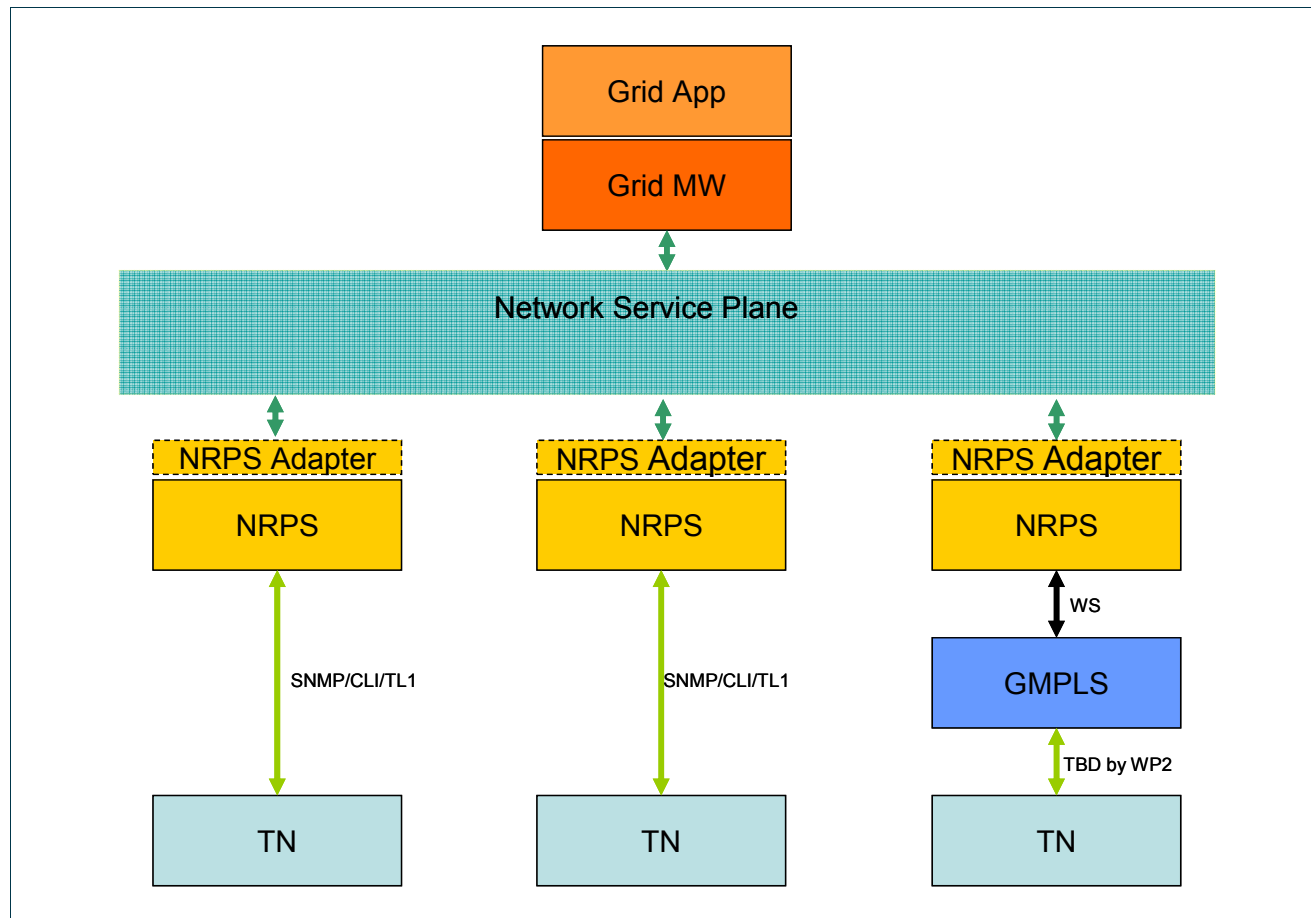 Grid App
Grid MW
Network Service Plane
NRPS Adapter
NRPS Adapter
NRPS Adapter
NRPS
NRPS
NRPS
WS
SNMP/CLI/TL1
SNMP/CLI/TL1
GMPLS
TBD by WP2
TN
TN
TN